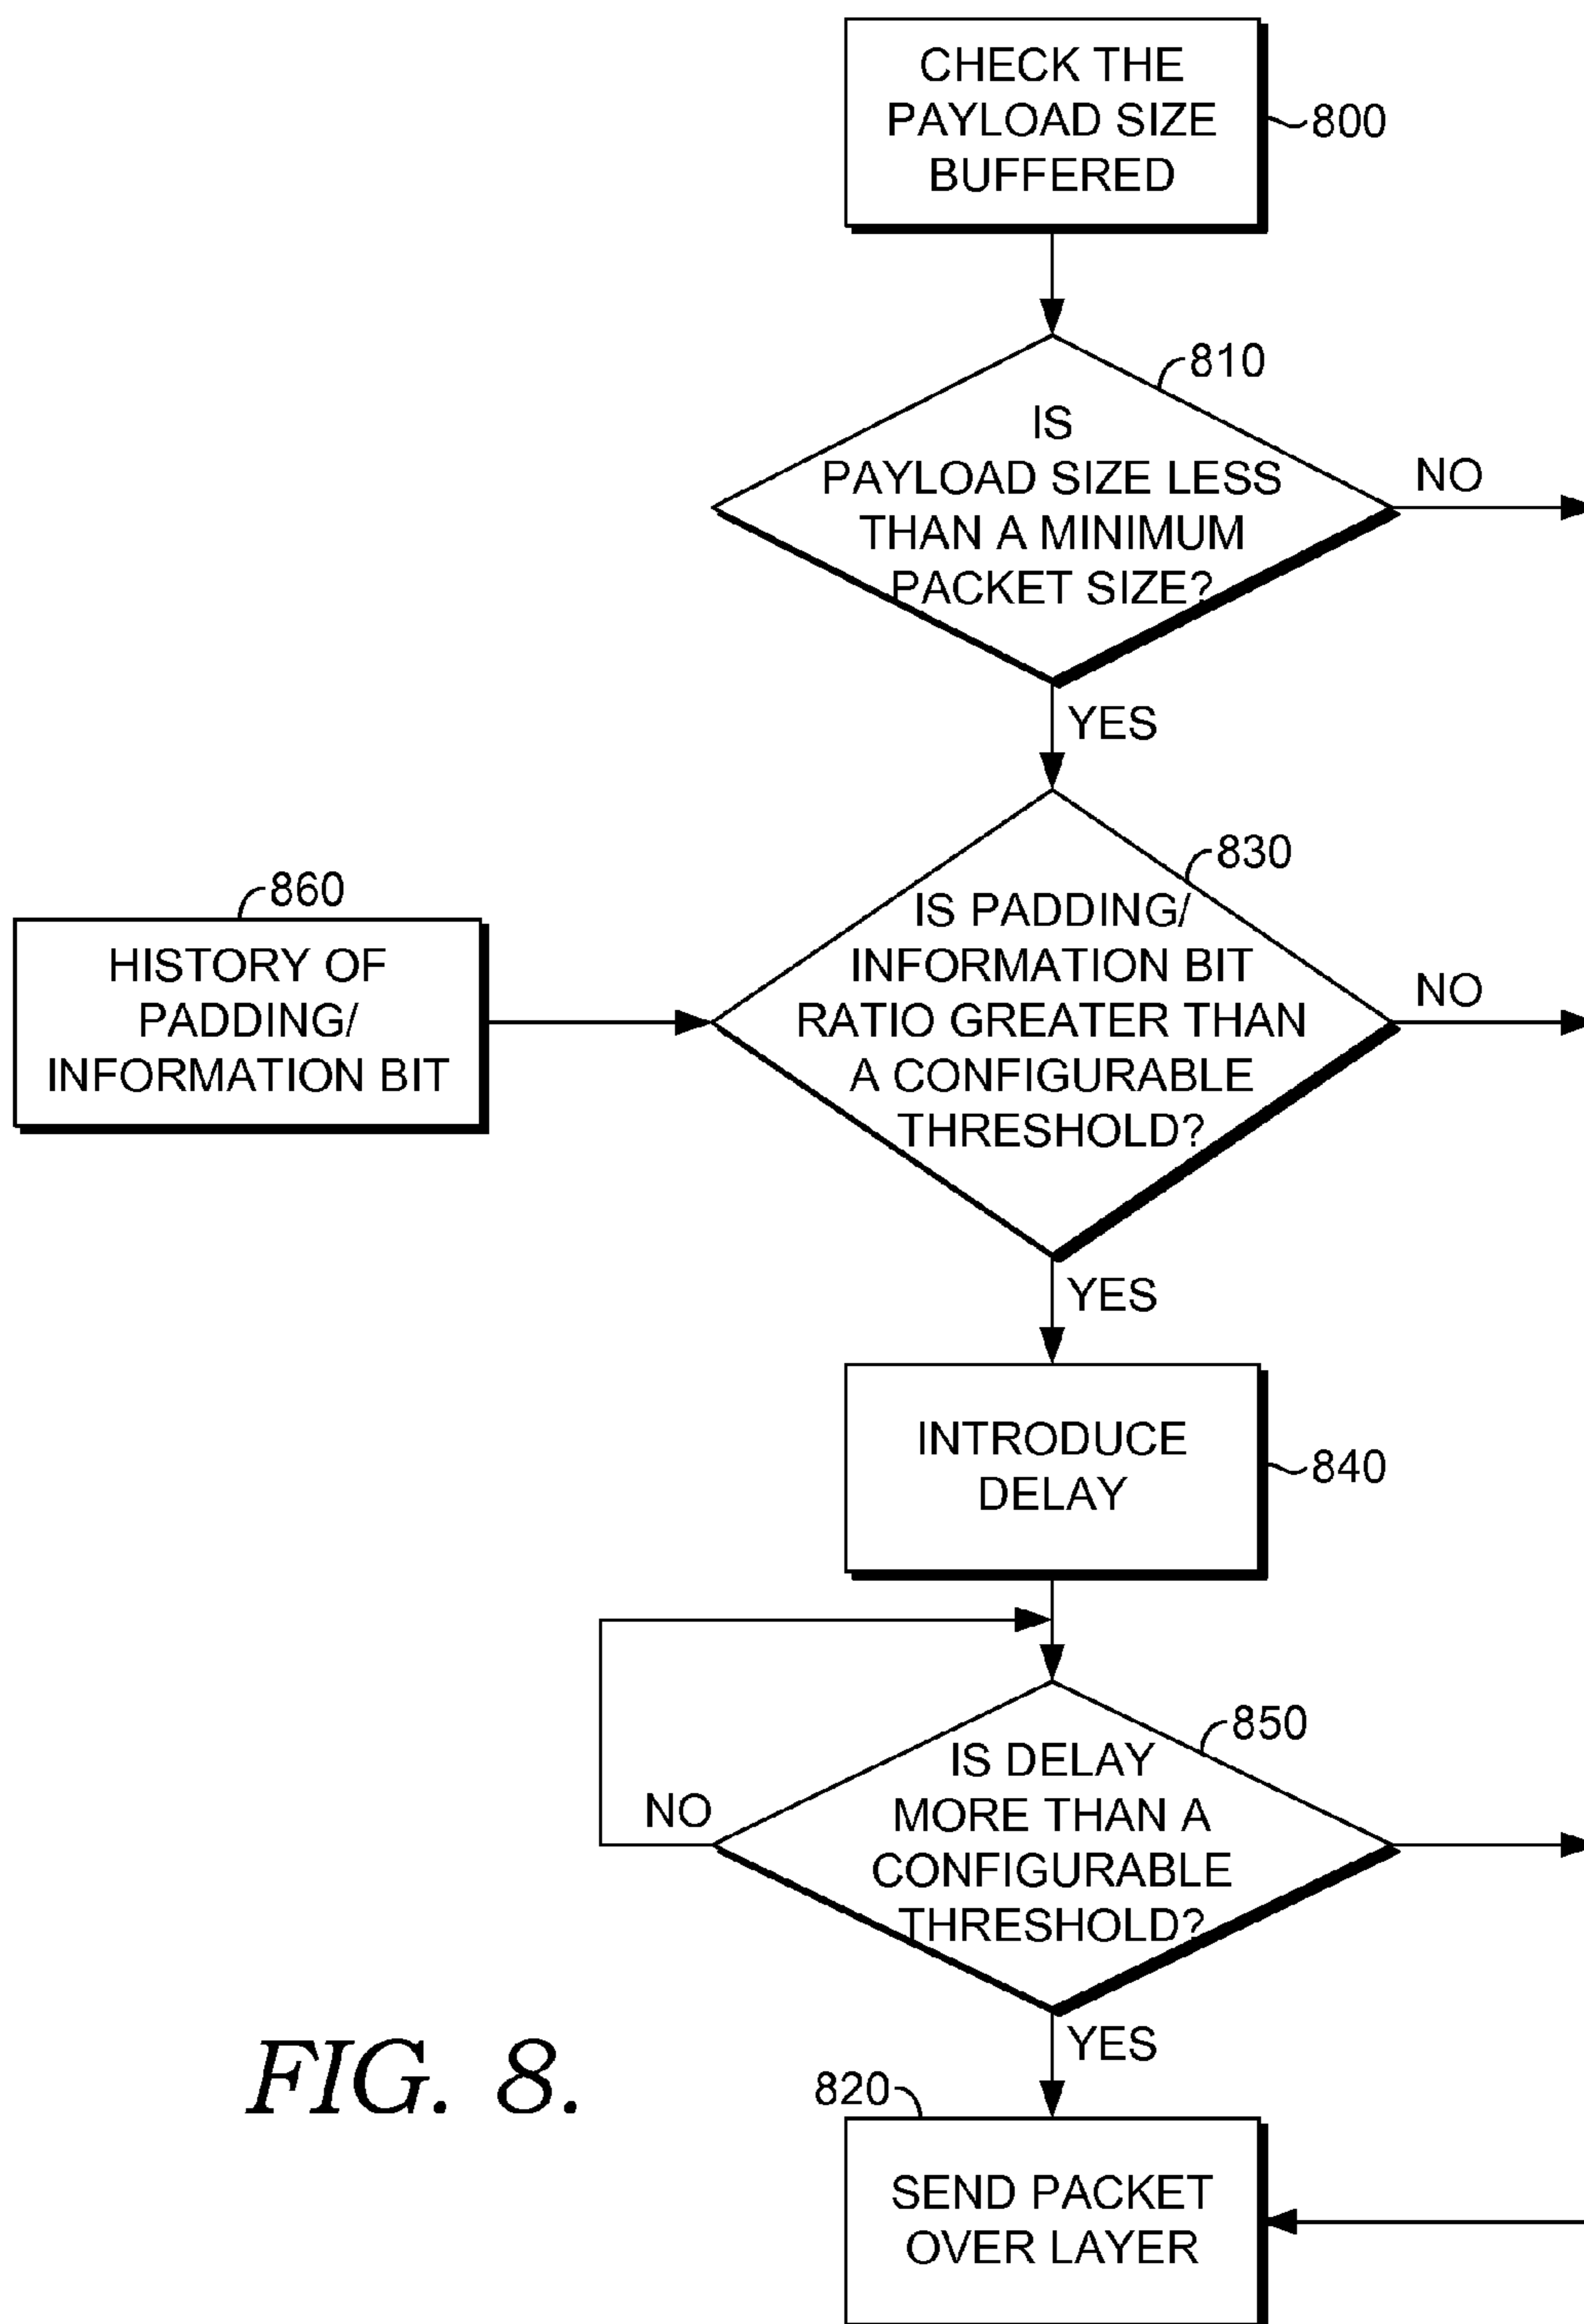 CHECK THE
PAYLOAD SIZE
BUFFERED
800
810
IS
PAYLOAD SIZE LESS
THAN A MINIMUM
PACKET SIZE?
NO
YES
830
IS PADDING/
INFORMATION BIT
RATIO GREATER THAN
A CONFIGURABLE
THRESHOLD?
NO
860
HISTORY OF
PADDING/
INFORMATION BIT
YES
INTRODUCE
DELAY
840
850
IS DELAY
MORE THAN A
CONFIGURABLE
THRESHOLD?
NO
YES
820
SEND PACKET
OVER LAYER
FIG. 8.